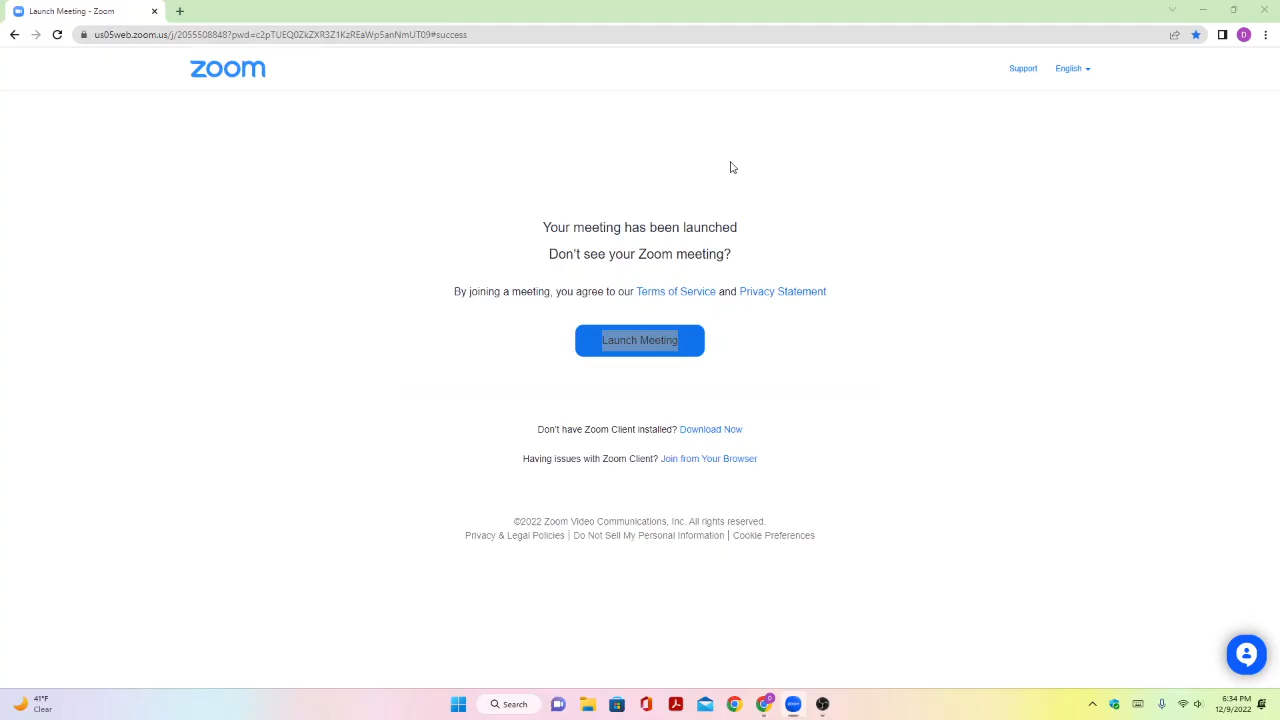 Launch Meeting - Zoom
us05web.zoom.us/j/2055508848?pwd=c2pTUEQ0ZkZXR3Z1KzREaWp5anNmUT09#success
D
zoom
Support
English
Your meeting has been launched
Don't see your Zoom meeting?
By joining a meeting, you agree to our Terms of Service and Privacy Statement
Launch Meeting
Don't have Zoom Client installed? Download Now
Having issues with Zoom Client? Join from Your Browser
©2022 Zoom Video Communications, Inc. All rights reserved.
Privacy & Legal Policies | Do Not Sell My Personal Information | Cookie Preferences
41°F
Clear
Search
zoom
6:34 PM
12/9/2022